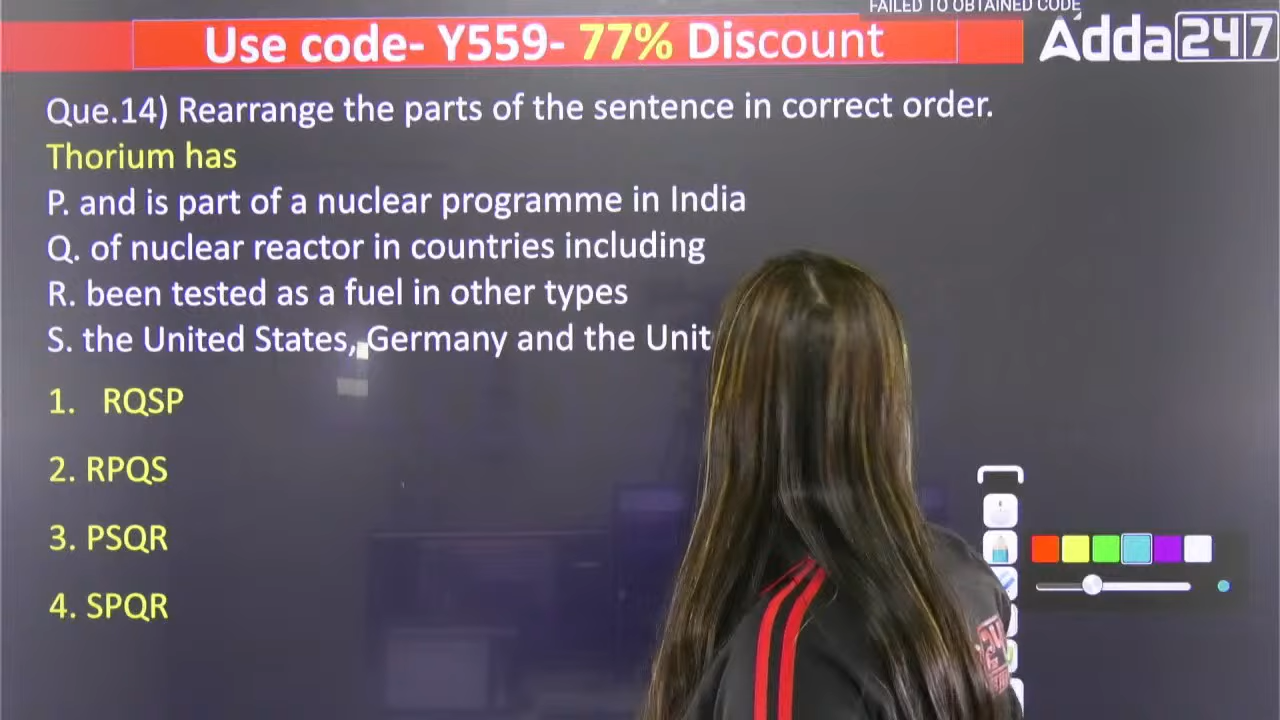 FAILED TO OBTAINED CODE
Use code- Y559- 77% Discount
Adda247
Que.14) Rearrange the parts of the sentence in correct order.
Thorium has
P. and is part of a nuclear programme in India
Q. of nuclear reactor in countries including
R. been tested as a fuel in other types
S. the United States, Germany and the Unit
1. RQSP
2. RPQS
3. PSQR
4. SPQR